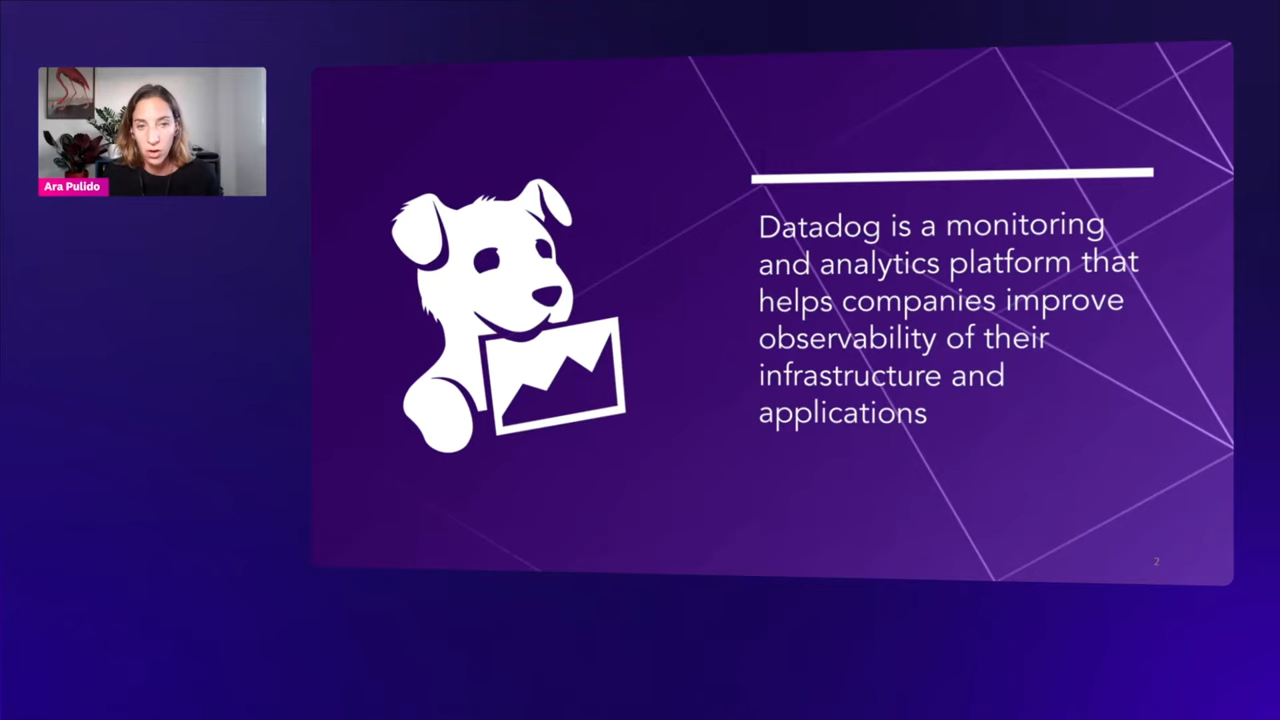 Ara Pulido
Datadog is a monitoring
and analytics platform that
helps companies improve
observability of their
infrastructure and
applications
2